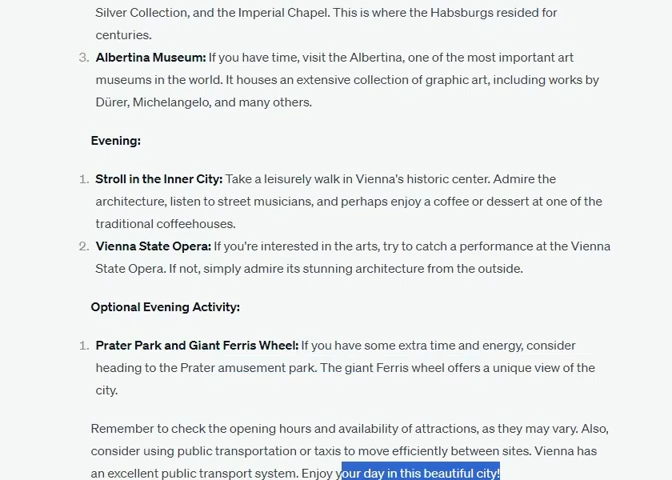 Silver Collection, and the Imperial Chapel. This is where the Habsburgs resided for
centuries.
3. Albertina Museum: If you have time, visit the Albertina, one of the most important art
museums in the world. It houses an extensive collection of graphic art, including works by
Dürer, Michelangelo, and many others.
Evening:
1. Stroll in the Inner City: Take a leisurely walk in Vienna's historic center. Admire the
architecture, listen to street musicians, and perhaps enjoy a coffee or dessert at one of the
traditional coffeehouses.
2. Vienna State Opera: If you're interested in the arts, try to catch a performance at the Vienna
State Opera. If not, simply admire its stunning architecture from the outside.
Optional Evening Activity:
1. Prater Park and Giant Ferris Wheel: If you have some extra time and energy, consider
heading to the Prater amusement park. The giant Ferris wheel offers a unique view of the
city.
Remember to check the opening hours and availability of attractions, as they may vary. Also,
consider using public transportation or taxis to move efficiently between sites. Vienna has
an excellent public transport system. Enjoy your day in this beautiful city!